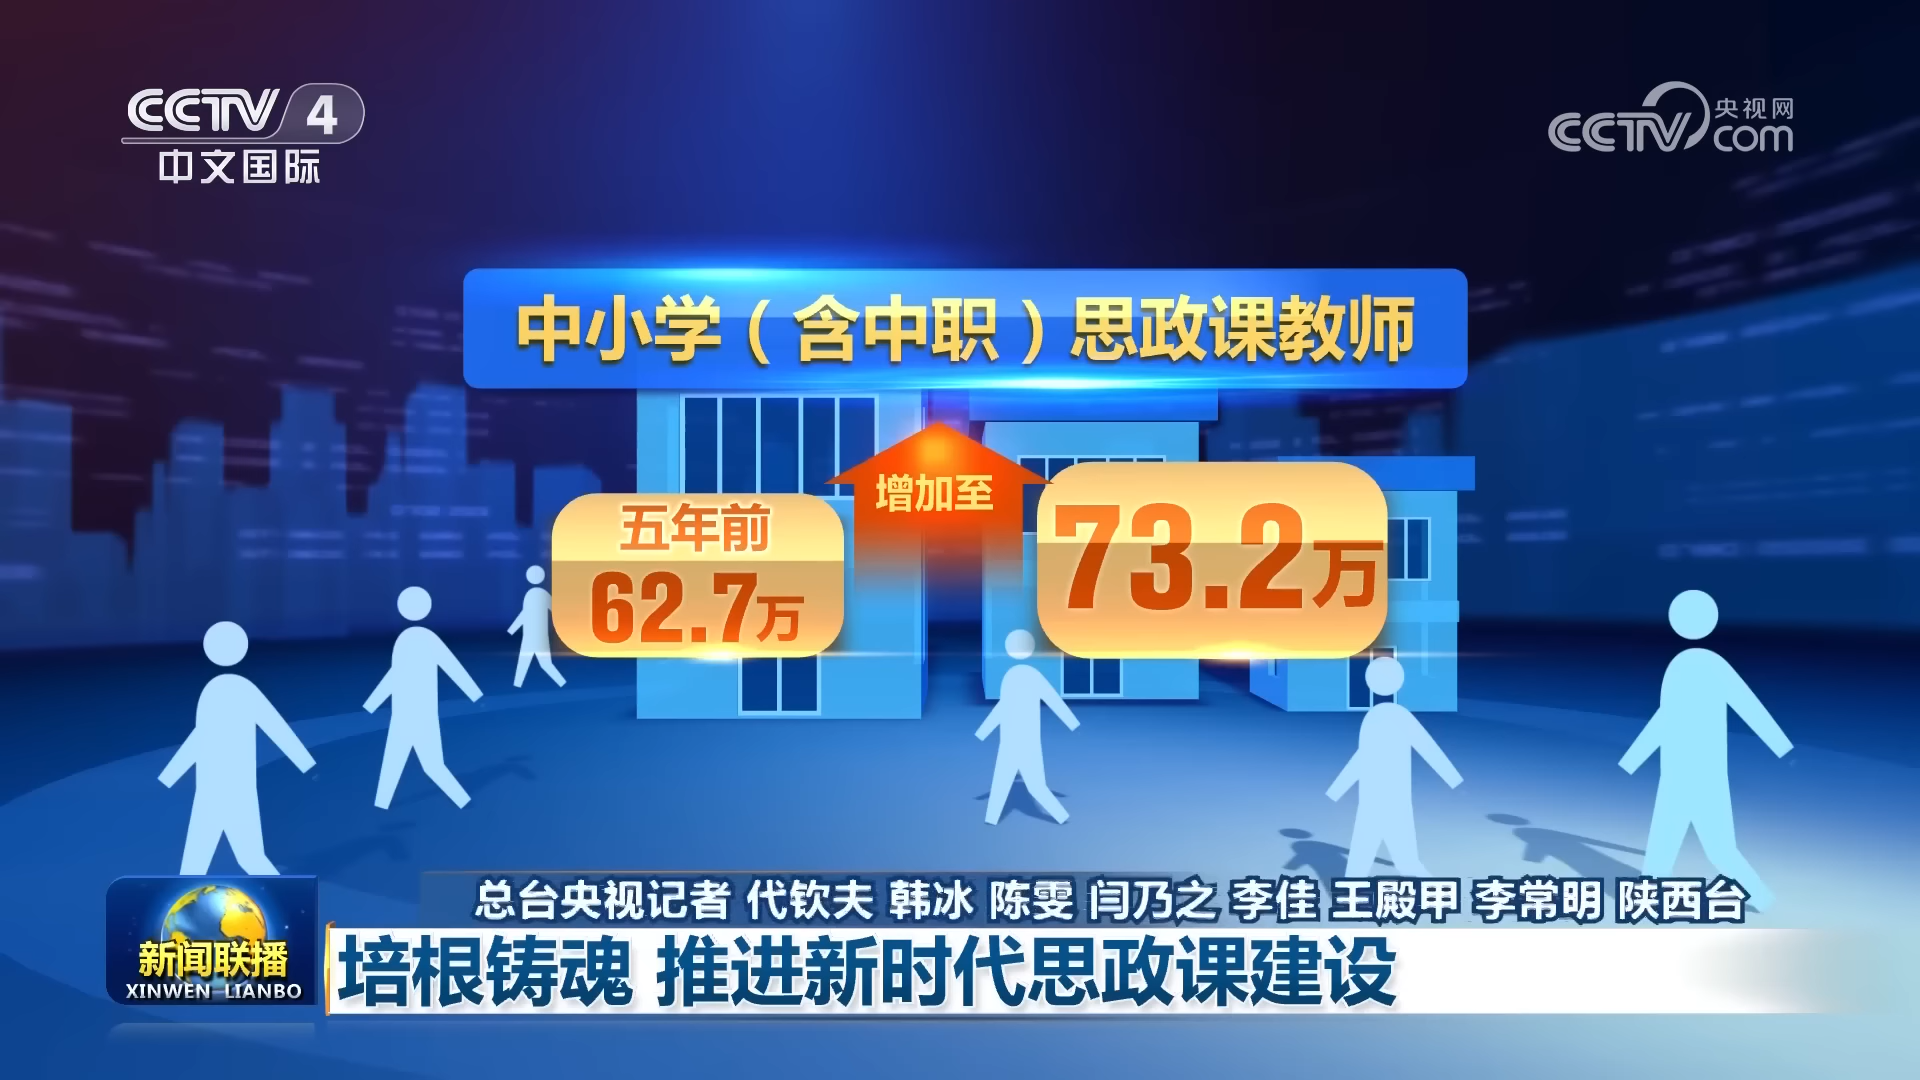 CCTV 4
中文国际
央视网
CCTV com
中小学（含中职）思政课教师
增加至
五年前
62.7万
73.2万
总台央视记者 代钦夫 韩冰 陈雯 闫乃之 李佳 王殿甲 李常明 陕西台
新闻联播
XINWEN LIANBO
培根铸魂 推进新时代思政课建设